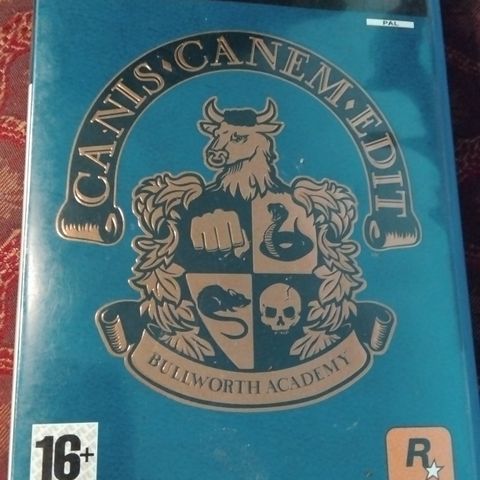 PAL
CANIS·CANEM·EDIT
BULLWORTH ACADEMY
16+
R